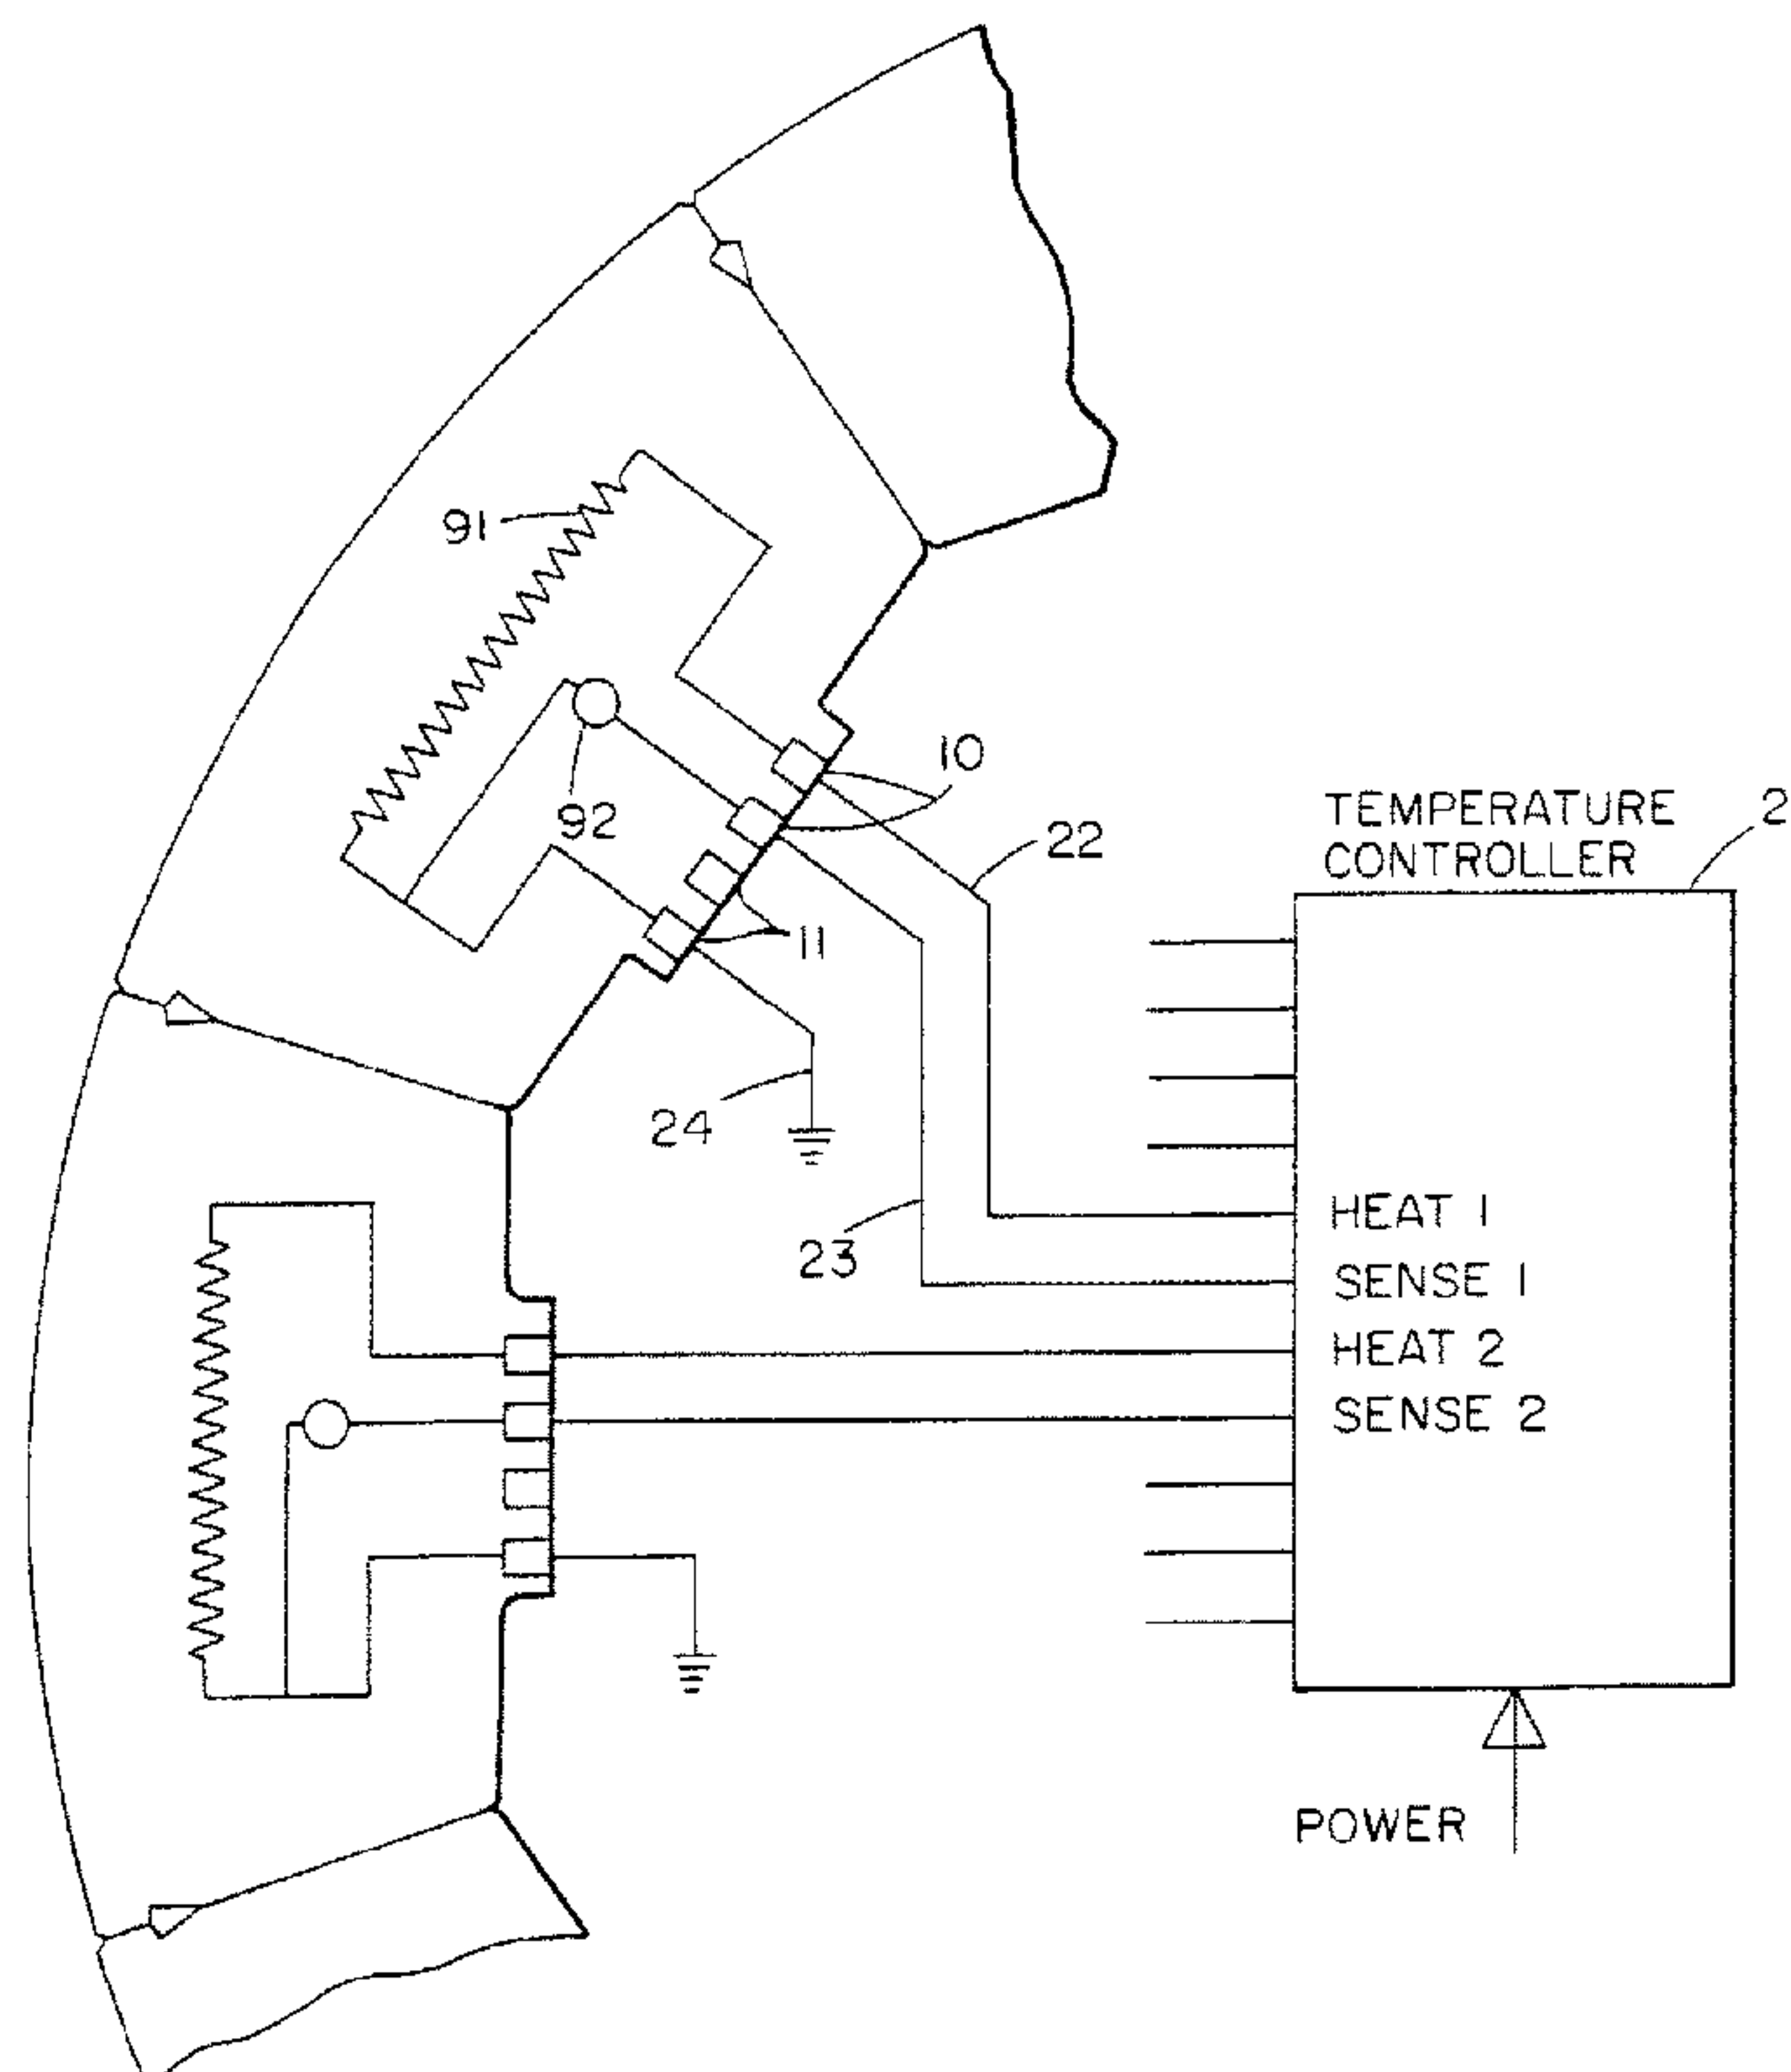 91
92
10
22
11
24
23
TEMPERATURE
CONTROLLER
2
HEAT 1
SENSE 1
HEAT 2
SENSE 2
POWER